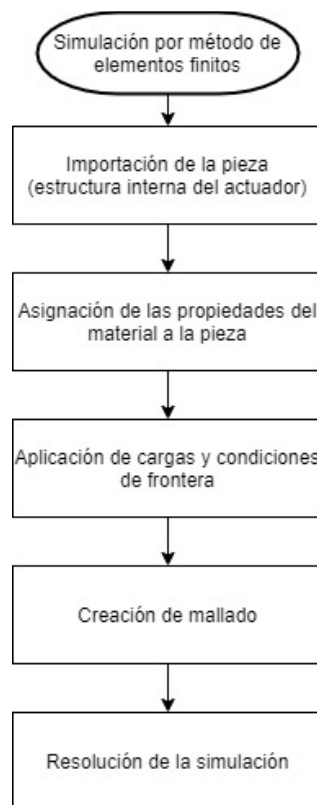 Simulación por método de
elementos finitos
Importación de la pieza
(estructura interna del actuador)
Asignación de las propiedades del
material a la pieza
Aplicación de cargas y condiciones
de frontera
Creación de mallado
Resolución de la simulación